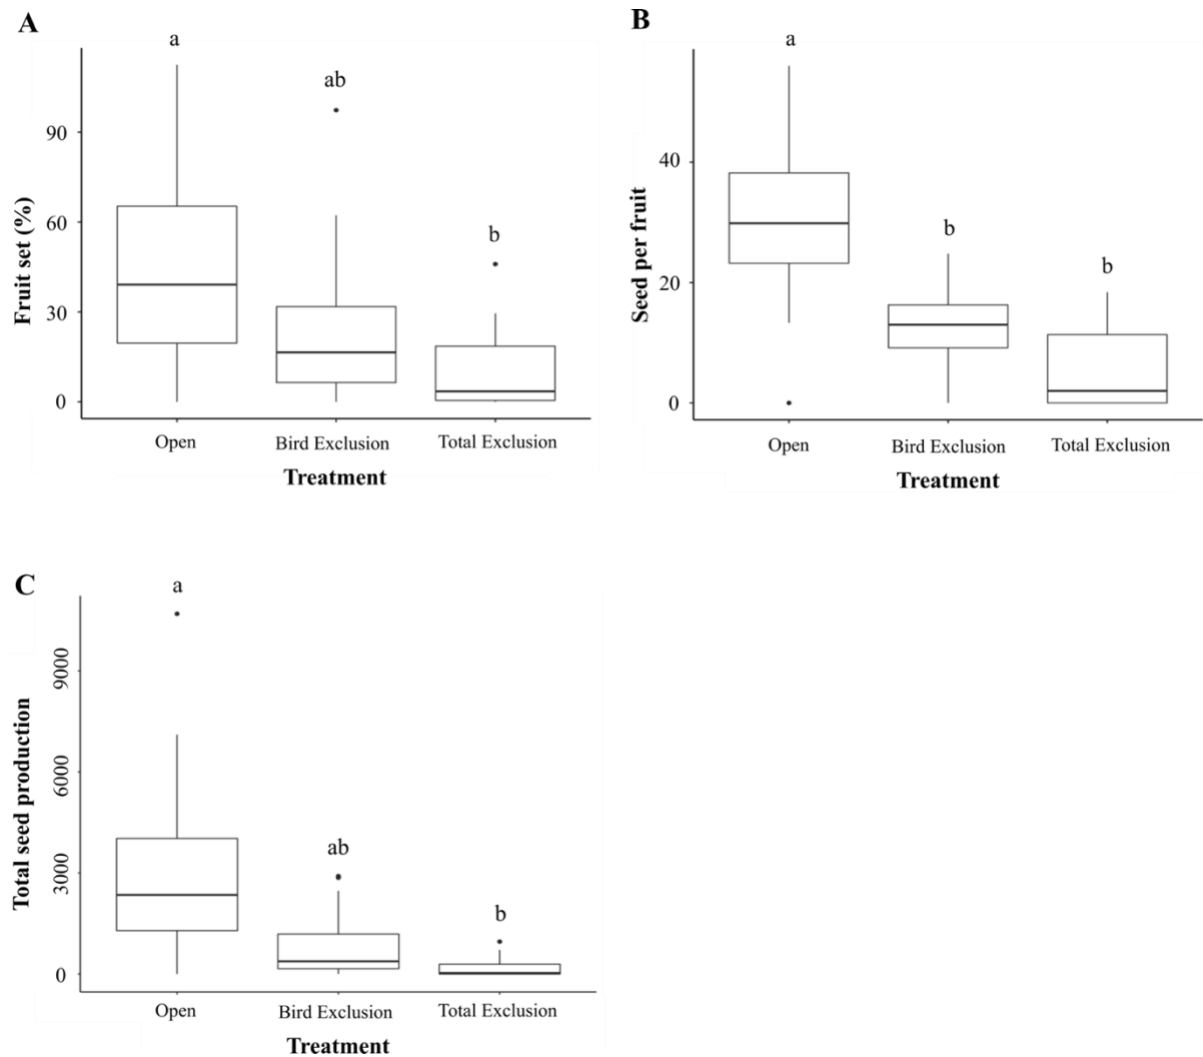 A
a
ab
b
90
60
30
0
Fruit set (%)
Open
Bird Exclusion
Total Exclusion
Treatment
B
a
b
b
40
20
0
Seed per fruit
Open
Bird Exclusion
Total Exclusion
Treatment
C
a
ab
b
9000
6000
3000
0
Total seed production
Open
Bird Exclusion
Total Exclusion
Treatment